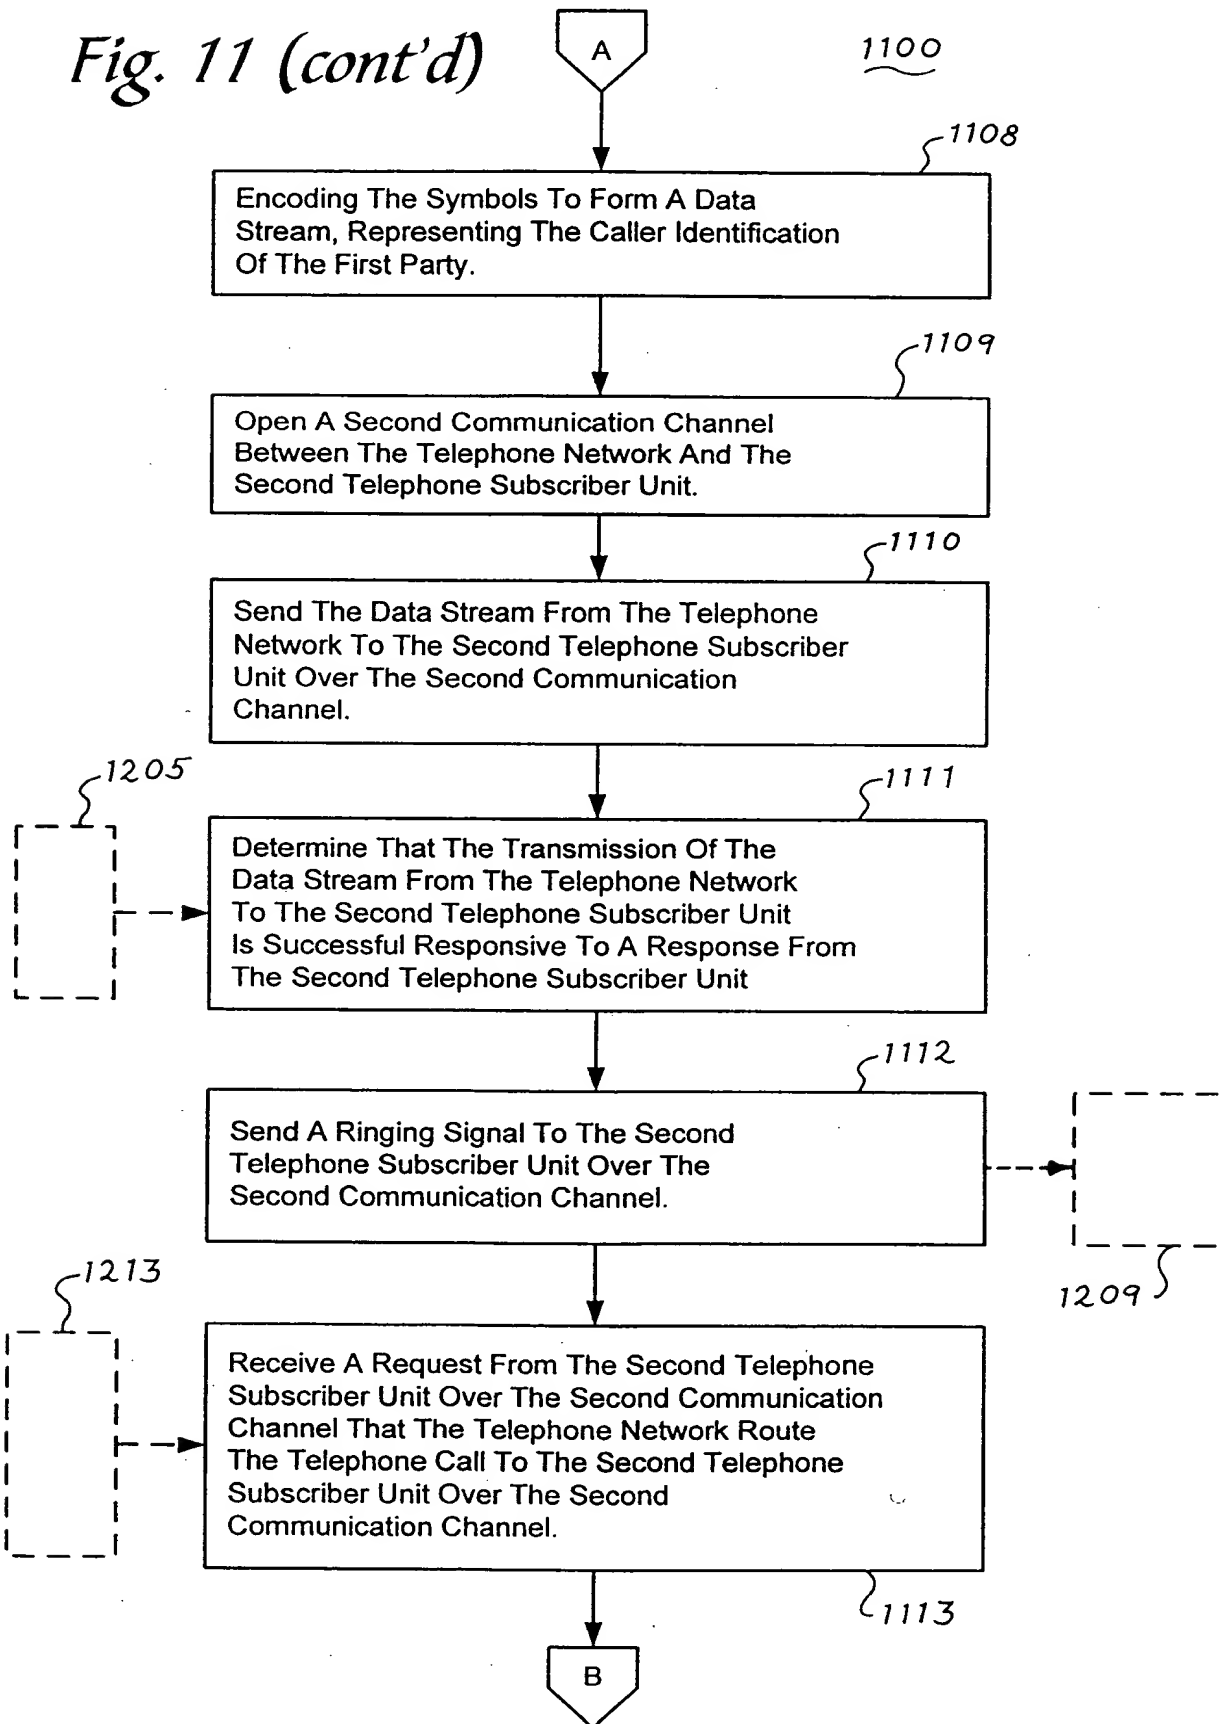 Fig. 11 (cont'd)
A
1100
1108
Encoding The Symbols To Form A Data
Stream, Representing The Caller Identification
Of The First Party.
1109
Open A Second Communication Channel
Between The Telephone Network And The
Second Telephone Subscriber Unit.
1110
Send The Data Stream From The Telephone
Network To The Second Telephone Subscriber
Unit Over The Second Communication
Channel.
1205
1111
Determine That The Transmission Of The
Data Stream From The Telephone Network
To The Second Telephone Subscriber Unit
Is Successful Responsive To A Response From
The Second Telephone Subscriber Unit
1112
Send A Ringing Signal To The Second
Telephone Subscriber Unit Over The
Second Communication Channel.
1209
1213
Receive A Request From The Second Telephone
Subscriber Unit Over The Second Communication
Channel That The Telephone Network Route
The Telephone Call To The Second Telephone
Subscriber Unit Over The Second
Communication Channel.
1113
B